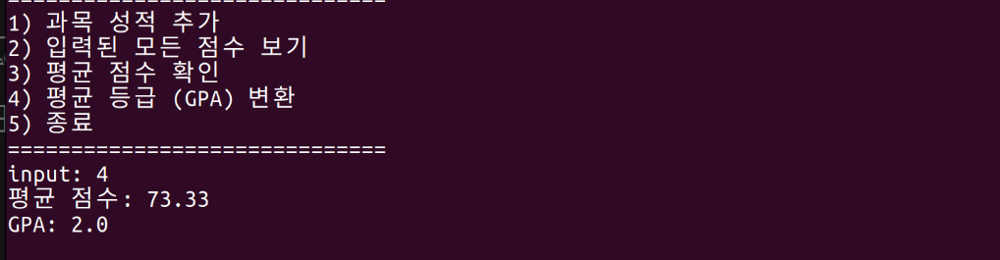 ==============================
1) 과목 성적 추가
2) 입력된 모든 점수 보기
3) 평균 점수 확인
4) 평균 등급 (GPA) 변환
5) 종료
==============================
input: 4
평균 점수: 73.33
GPA: 2.0